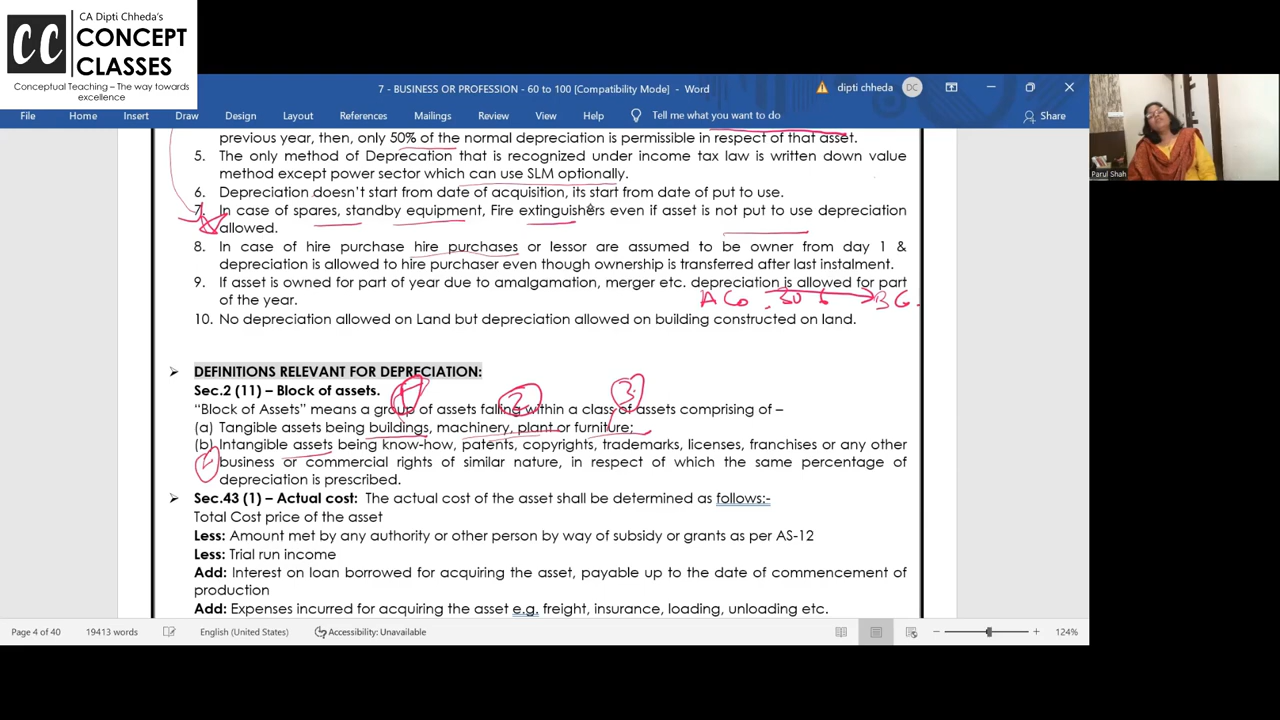 CA Dipti Chheda's
CC CONCEPT
CLASSES
Conceptual Teaching – The way towards
excellence
7 - BUSINESS OR PROFESSION - 60 to 100 [Compatibility Mode] - Word
dipti chheda DC
File Home Insert Draw Design Layout References Mailings Review View Help Tell me what you want to do Share
previous year, then, only 50% of the normal depreciation is permissible in respect of that asset.
5. The only method of Deprecation that is recognized under income tax law is written down value
method except power sector which can use SLM optionally.
6. Depreciation doesn't start from date of acquisition, its start from date of put to use.
7. In case of spares, standby equipment, Fire extinguishers even if asset is not put to use depreciation
allowed.
8. In case of hire purchase hire purchases or lessor are assumed to be owner from day 1 &
depreciation is allowed to hire purchaser even though ownership is transferred after last instalment.
9. If asset is owned for part of year due to amalgamation, merger etc. depreciation is allowed for part
of the year.
A Co 30 6 B Co.
10. No depreciation allowed on Land but depreciation allowed on building constructed on land.
DEFINITIONS RELEVANT FOR DEPRECIATION:
Sec.2 (11) – Block of assets.
1 2 3
"Block of Assets" means a group of assets falling within a class of assets comprising of –
(a) Tangible assets being buildings, machinery, plant or furniture;
(b) Intangible assets being know-how, patents, copyrights, trademarks, licenses, franchises or any other
business or commercial rights of similar nature, in respect of which the same percentage of
depreciation is prescribed.
Sec.43 (1) – Actual cost: The actual cost of the asset shall be determined as follows:-
Total Cost price of the asset
Less: Amount met by any authority or other person by way of subsidy or grants as per AS-12
Less: Trial run income
Add: Interest on loan borrowed for acquiring the asset, payable up to the date of commencement of
production
Add: Expenses incurred for acquiring the asset e.g. freight, insurance, loading, unloading etc.
Page 4 of 40 19413 words English (United States) Accessibility: Unavailable 124%
Parul Shah